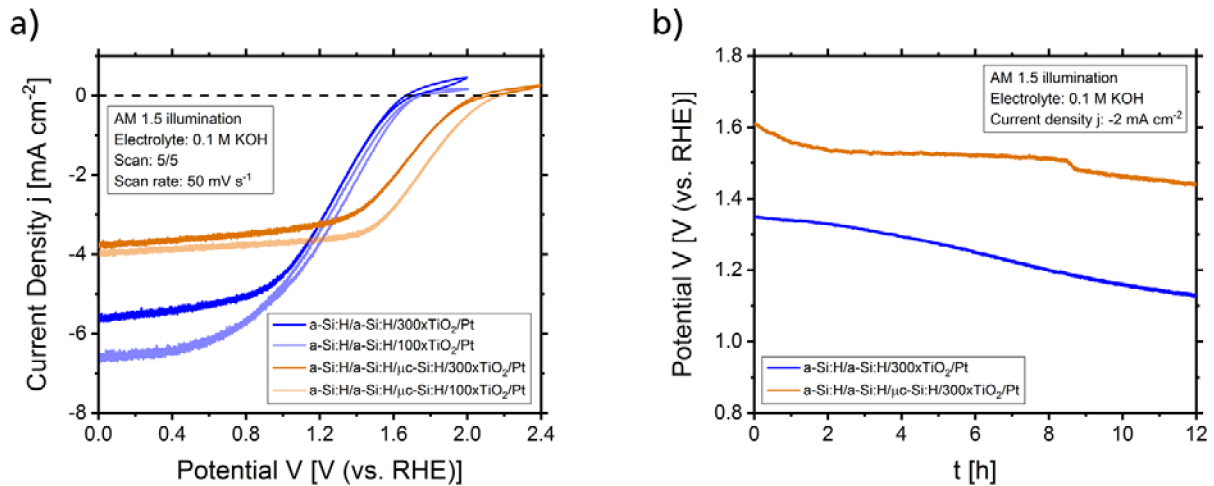 a)
Current Density j [mA cm⁻²]
0
-2
-4
-6
-8
AM 1.5 illumination
Electrolyte: 0.1 M KOH
Scan: 5/5
Scan rate: 50 mV s⁻¹
a-Si:H/a-Si:H/300xTiO₂/Pt
a-Si:H/a-Si:H/100xTiO₂/Pt
a-Si:H/a-Si:H/µc-Si:H/300xTiO₂/Pt
a-Si:H/a-Si:H/µc-Si:H/100xTiO₂/Pt
0.0 0.4 0.8 1.2 1.6 2.0 2.4
Potential V [V (vs. RHE)]
b)
Potential V [V (vs. RHE)]
1.8
1.6
1.4
1.2
1.0
0.8
AM 1.5 illumination
Electrolyte: 0.1 M KOH
Current density j: -2 mA cm⁻²
a-Si:H/a-Si:H/300xTiO₂/Pt
a-Si:H/a-Si:H/µc-Si:H/300xTiO₂/Pt
0 2 4 6 8 10 12
t [h]